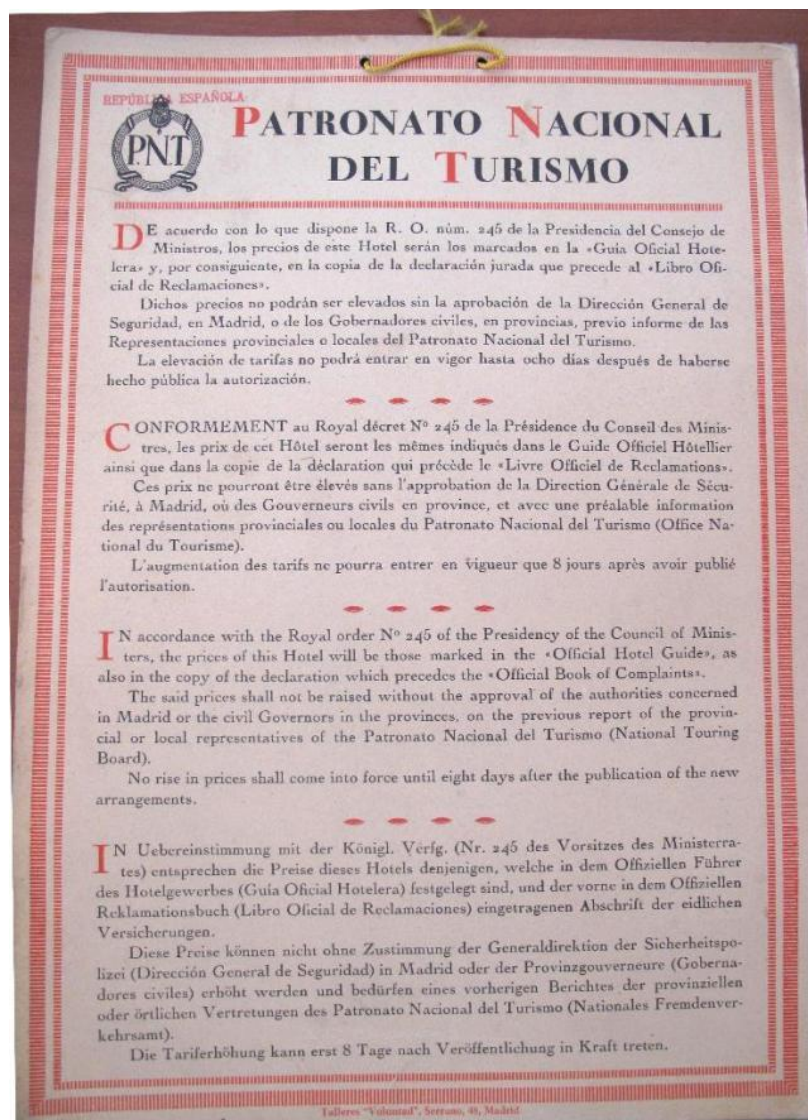 REPÚBLICA ESPAÑOLA
P.N.T
PATRONATO NACIONAL
DEL TURISMO
DE acuerdo con lo que dispone la R. O. núm. 245 de la Presidencia del Consejo de
Ministros, los precios de este Hotel serán los marcados en la «Guía Oficial Hote-
lera» y, por consiguiente, en la copia de la declaración jurada que precede al «Libro Ofi-
cial de Reclamaciones».
Dichos precios no podrán ser elevados sin la aprobación de la Dirección General de
Seguridad, en Madrid, o de los Gobernadores civiles, en provincias, previo informe de las
Representaciones provinciales o locales del Patronato Nacional del Turismo.
La elevación de tarifas no podrá entrar en vigor hasta ocho días después de haberse
hecho pública la autorización.
CONFORMEMENT au Royal décret Nº 245 de la Présidence du Conseil des Minis-
tres, les prix de cet Hôtel seront les mêmes indiqués dans le Guide Officiel Hôtellier
ainsi que dans la copie de la déclaration qui précède le «Livre Officiel de Reclamations».
Ces prix ne pourront être élevés sans l'approbation de la Direction Générale de Sécu-
rité, à Madrid, où des Gouverneurs civils en province, et avec une préalable information
des représentations provinciales ou locales du Patronato Nacional del Turismo (Office Na-
tional du Tourisme).
L'augmentation des tarifs ne pourra entrer en vigueur que 8 jours après avoir publié
l'autorisation.
IN accordance with the Royal order Nº 245 of the Presidency of the Council of Minis-
ters, the prices of this Hotel will be those marked in the «Official Hotel Guide», as
also in the copy of the declaration which precedes the «Official Book of Complaints».
The said prices shall not be raised without the approval of the authorities concerned
in Madrid or the civil Governors in the provinces, on the previous report of the provin-
cial or local representatives of the Patronato Nacional del Turismo (National Touring
Board).
No rise in prices shall come into force until eight days after the publication of the new
arrangements.
IN Uebereinstimmung mit der Königl. Verfg. (Nr. 245 des Vorsitzes des Ministerra-
tes) entsprechen die Preise dieses Hotels denjenigen, welche in dem Offiziellen Führer
des Hotelgewerbes (Guía Oficial Hotelera) festgelegt sind, und der vorne in dem Offiziellen
Reklamationsbuch (Libro Oficial de Reclamaciones) eingetragenen Abschrift der eidlichen
Versicherungen.
Diese Preise können nicht ohne Zustimmung der Generaldirektion der Sicherheitspo-
lizei (Dirección General de Seguridad) in Madrid oder der Provinzgouverneure (Goberna-
dores civiles) erhöht werden und bedürfen eines vorherigen Berichtes der provinziellen
oder örtlichen Vertretungen des Patronato Nacional del Turismo (Nationales Fremdenver-
kehrsamt).
Die Tariferhöhung kann erst 8 Tage nach Veröffentlichung in Kraft treten.
Talleres "Voluntad", Serrano, 48, Madrid